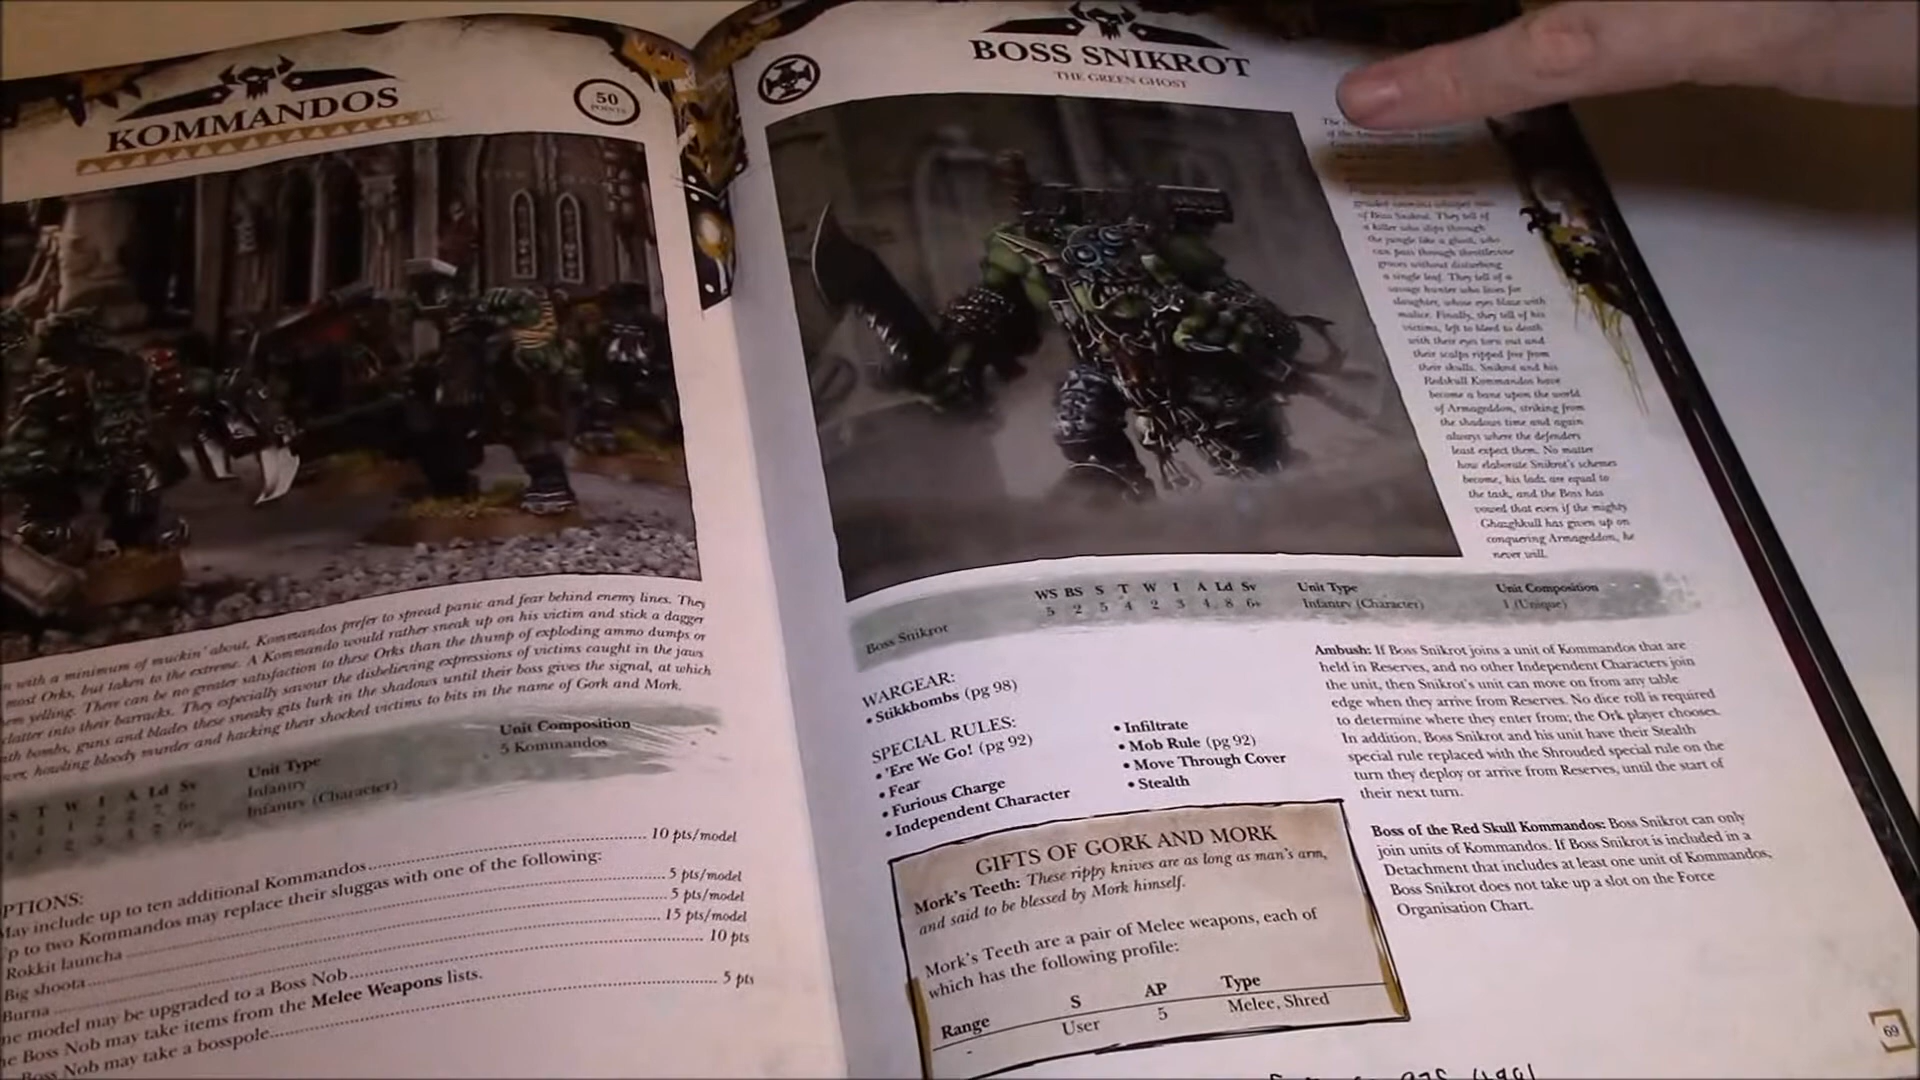 KOMMANDOS
50
POINTS
with a minimum of muckin' about, Kommandos prefer to spread panic and fear behind enemy lines. They
most Orks, but taken to the extreme. A Kommando would rather sneak up on his victim and stick a dagger
yelling. There can be no greater satisfaction to these Orks than the thump of exploding ammo dumps or
into their barracks. They especially savour the disbelieving expressions of victims caught in the jaws
bombs, guns and blades these sneaky gits lurk in the shadows until their boss gives the signal, at which
howling bloody murder and hacking their shocked victims to bits in the name of Gork and Mork.
S T W I A Ld Sv
Unit Type
Infantry
Infantry (Character)
Unit Composition
5 Kommandos
OPTIONS:
May include up to ten additional Kommandos 10 pts/model
Up to two Kommandos may replace their sluggas with one of the following:
Rokkit launcha 5 pts/model
Big shoota 5 pts/model
Burna 15 pts/model
One model may be upgraded to a Boss Nob 10 pts
The Boss Nob may take items from the Melee Weapons lists.
Boss Nob may take a bosspole 5 pts
BOSS SNIKROT
THE GREEN GHOST
of Boss Snikrot. They tell of
a killer who slips through
the jungle like a ghost, who
can pass through throttlevine
groves without disturbing
a single leaf. They tell of a
savage hunter who lives for
slaughter, whose eyes blaze with
malice. Finally, they tell of his
victims, left to bleed to death
with their eyes torn out and
their scalps ripped free from
their skulls. Snikrot and his
Redskull Kommandos have
become a bane upon the world
of Armageddon, striking from
the shadows time and again
always where the defenders
least expect them. No matter
how elaborate Snikrot's schemes
become, his lads are equal to
the task, and the Boss has
vowed that even if the mighty
Ghazghkull has given up on
conquering Armageddon, he
never will.
WS BS S T W I A Ld Sv
Boss Snikrot 5 2 5 4 2 3 4 8 6+
Unit Type
Infantry (Character)
Unit Composition
1 (Unique)
WARGEAR:
• Stikkbombs (pg 98)
SPECIAL RULES:
• 'Ere We Go! (pg 92)
• Fear
• Furious Charge
• Independent Character
• Infiltrate
• Mob Rule (pg 92)
• Move Through Cover
• Stealth
Ambush: If Boss Snikrot joins a unit of Kommandos that are
held in Reserves, and no other Independent Characters join
the unit, then Snikrot's unit can move on from any table
edge when they arrive from Reserves. No dice roll is required
to determine where they enter from; the Ork player chooses.
In addition, Boss Snikrot and his unit have their Stealth
special rule replaced with the Shrouded special rule on the
turn they deploy or arrive from Reserves, until the start of
their next turn.
Boss of the Red Skull Kommandos: Boss Snikrot can only
join units of Kommandos. If Boss Snikrot is included in a
Detachment that includes at least one unit of Kommandos,
Boss Snikrot does not take up a slot on the Force
Organisation Chart.
GIFTS OF GORK AND MORK
Mork's Teeth: These rippy knives are as long as man's arm,
and said to be blessed by Mork himself.
Mork's Teeth are a pair of Melee weapons, each of
which has the following profile:
Range S AP Type
- User 5 Melee, Shred
69